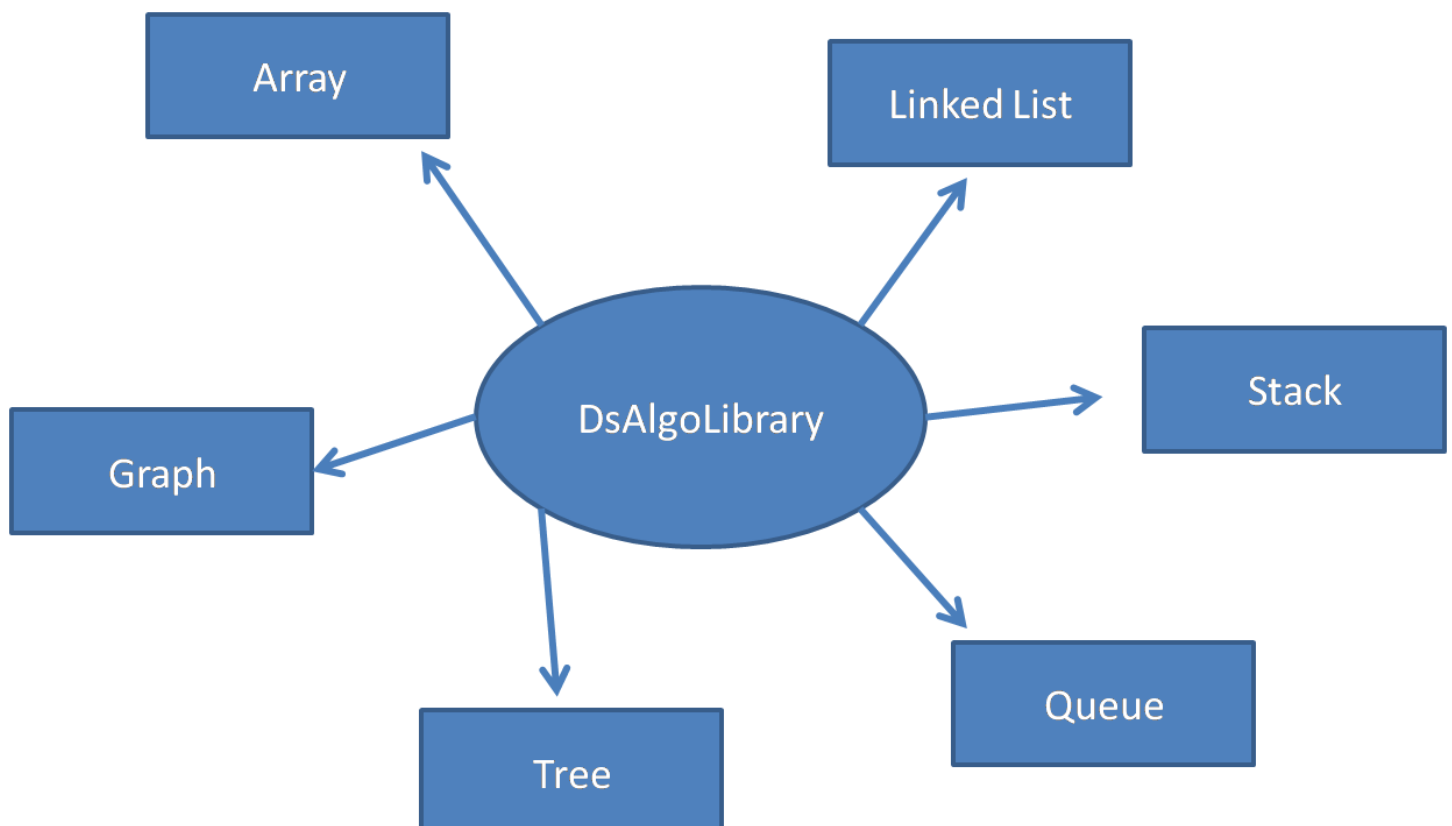 Array
Linked List
Stack
DsAlgoLibrary
Graph
Queue
Tree